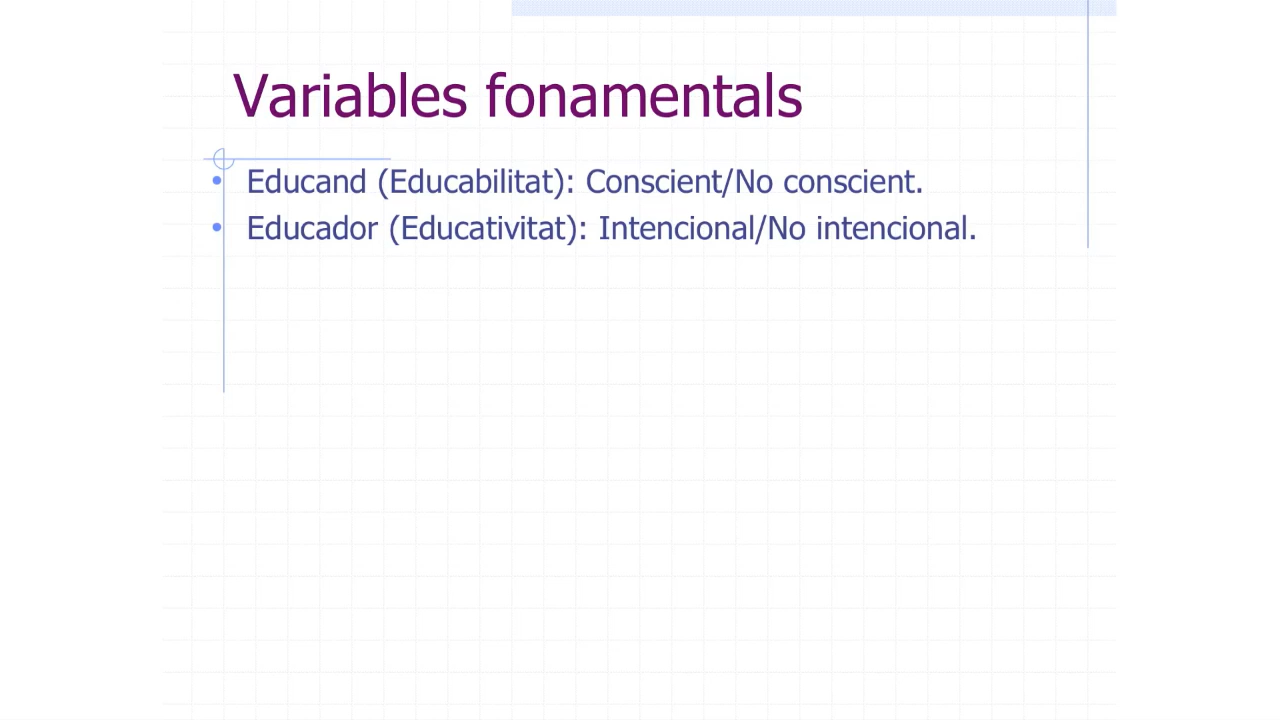 Variables fonamentals
• Educand (Educabilitat): Conscient/No conscient.
• Educador (Educativitat): Intencional/No intencional.